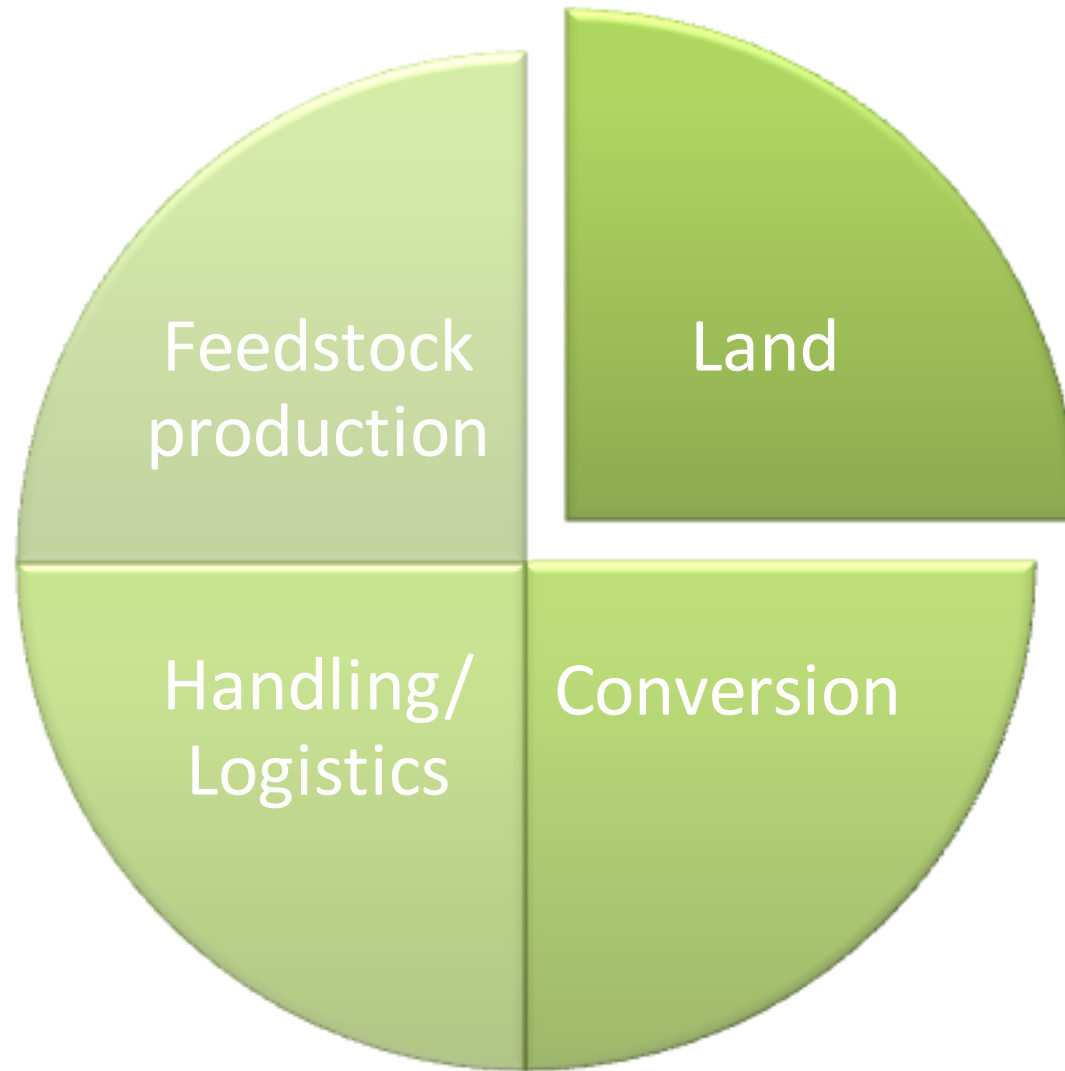 Feedstock
production
Land
Handling/
Logistics
Conversion